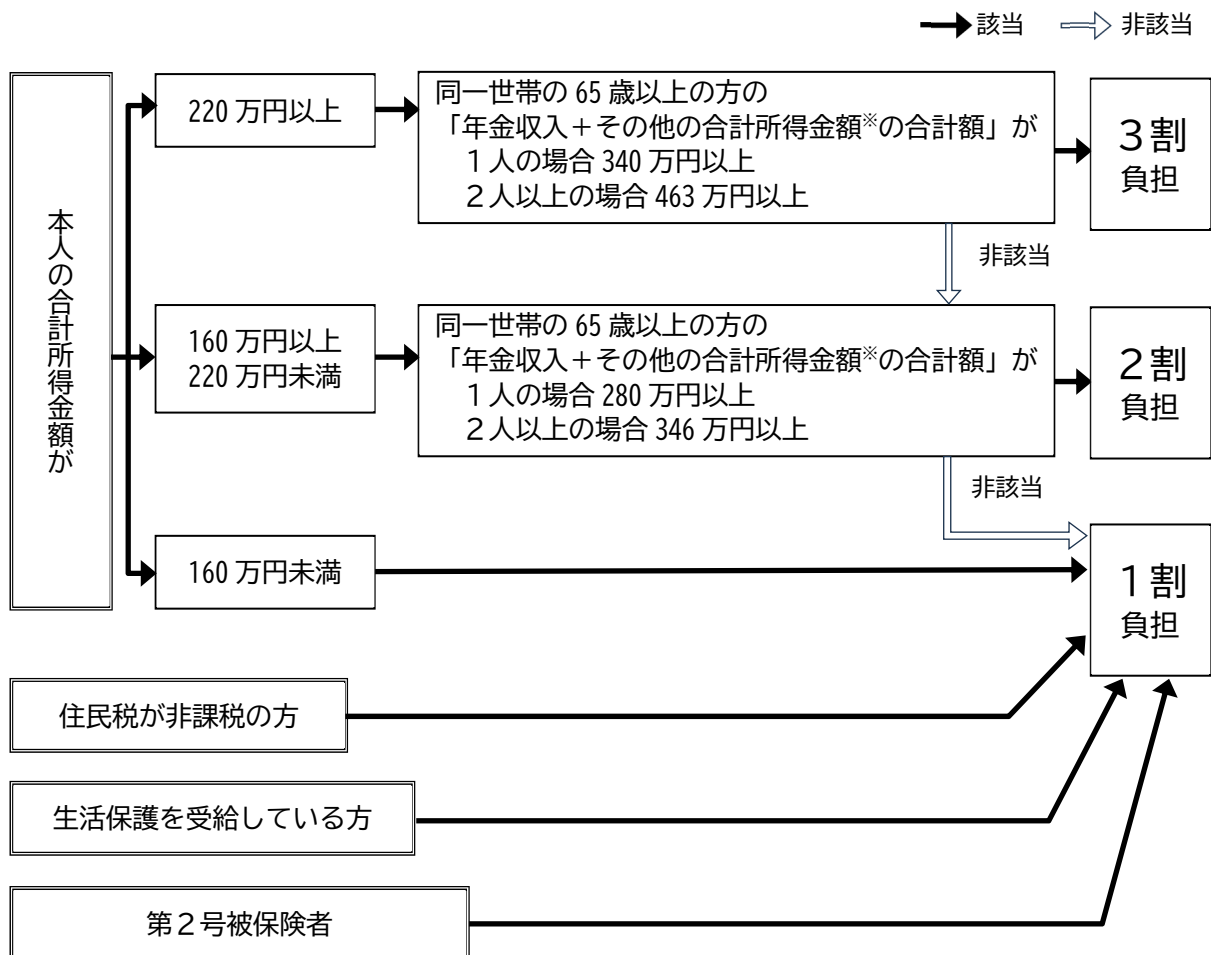 該当
非該当
本人の合計所得金額が
220万円以上
同一世帯の65歳以上の方の
「年金収入＋その他の合計所得金額※の合計額」が
１人の場合340万円以上
２人以上の場合463万円以上
３割
負担
非該当
160万円以上
220万円未満
同一世帯の65歳以上の方の
「年金収入＋その他の合計所得金額※の合計額」が
１人の場合280万円以上
２人以上の場合346万円以上
２割
負担
非該当
160万円未満
１割
負担
住民税が非課税の方
生活保護を受給している方
第２号被保険者